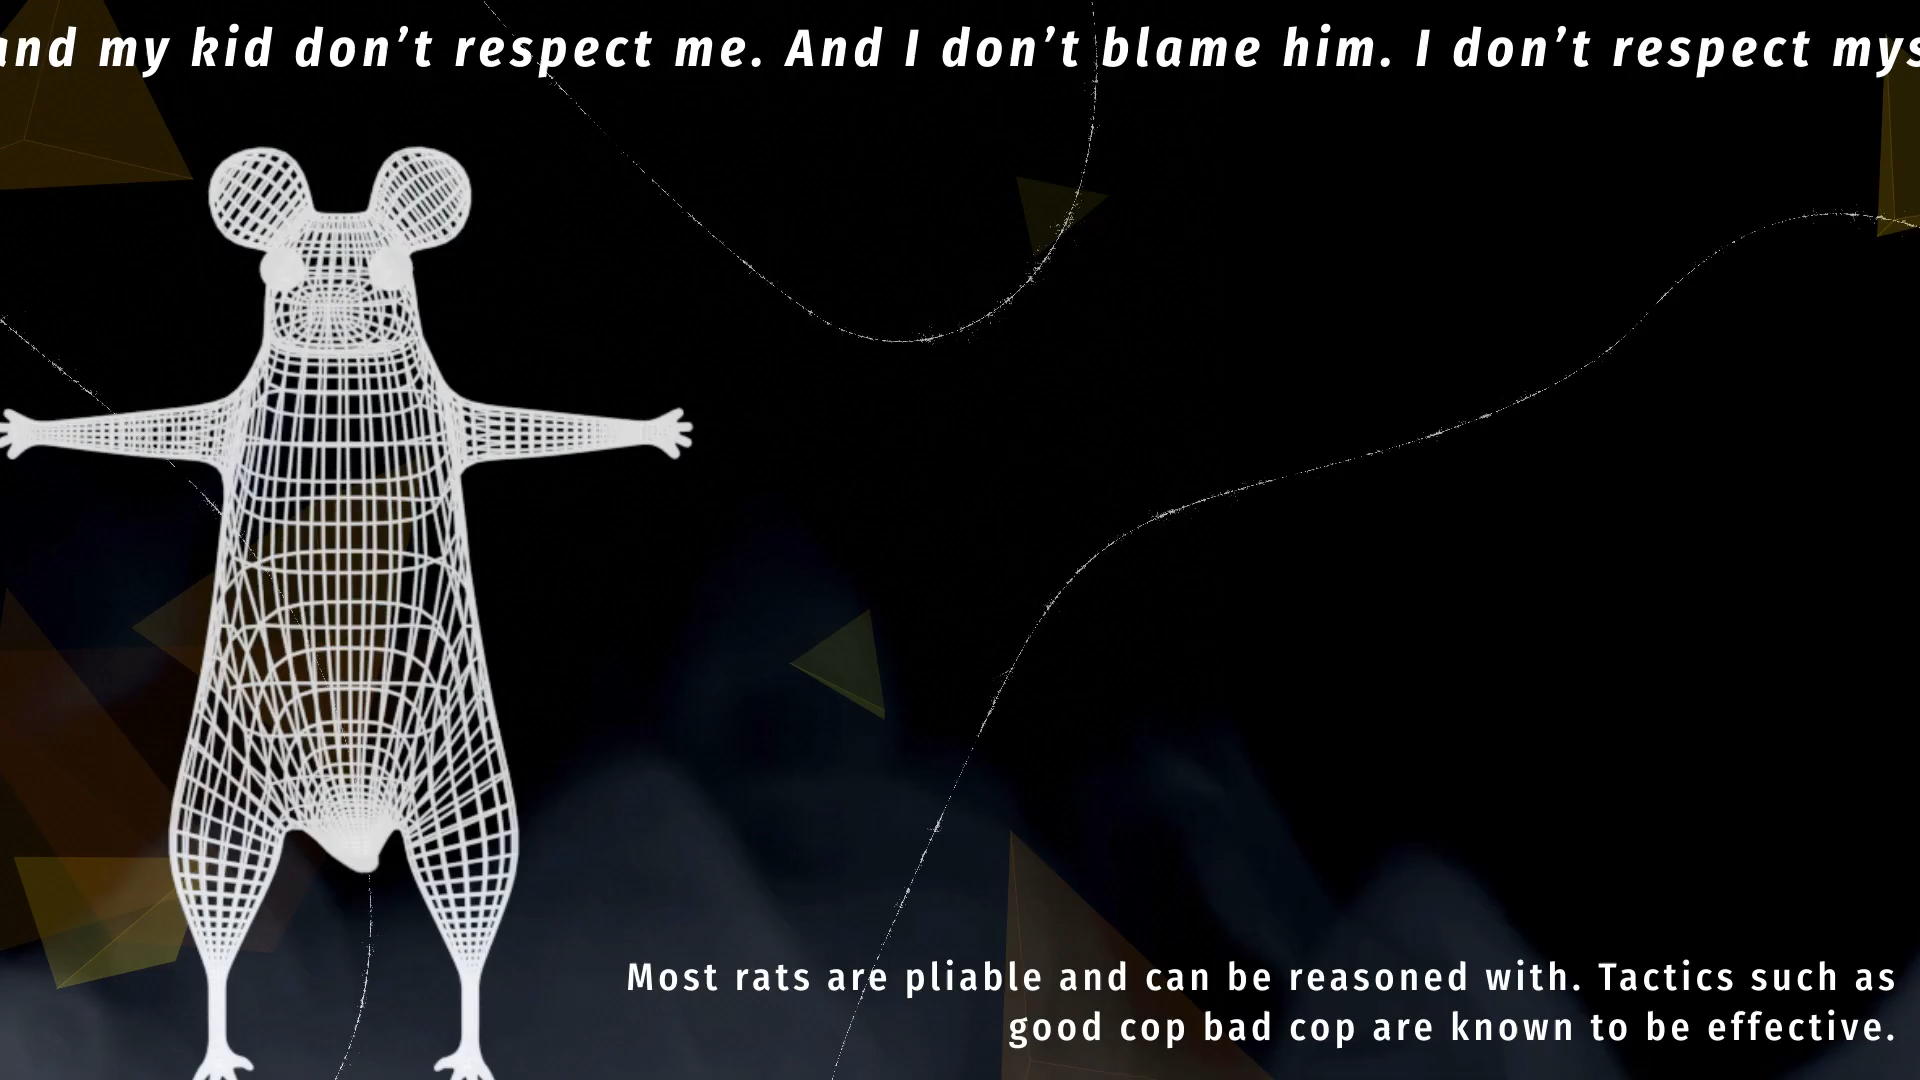 and my kid don’t respect me. And I don’t blame him. I don’t respect mys
Most rats are pliable and can be reasoned with. Tactics such as
good cop bad cop are known to be effective.